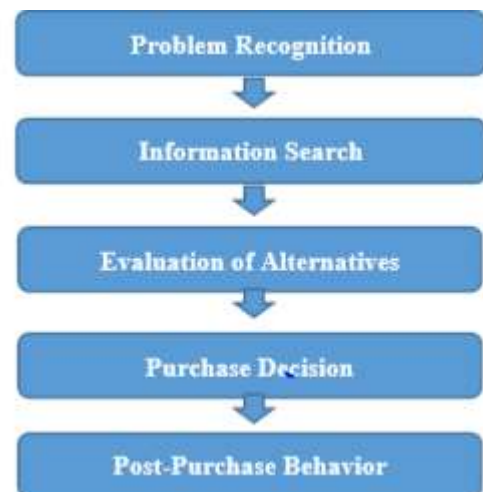 Problem Recognition
Information Search
Evaluation of Alternatives
Purchase Decision
Post-Purchase Behavior